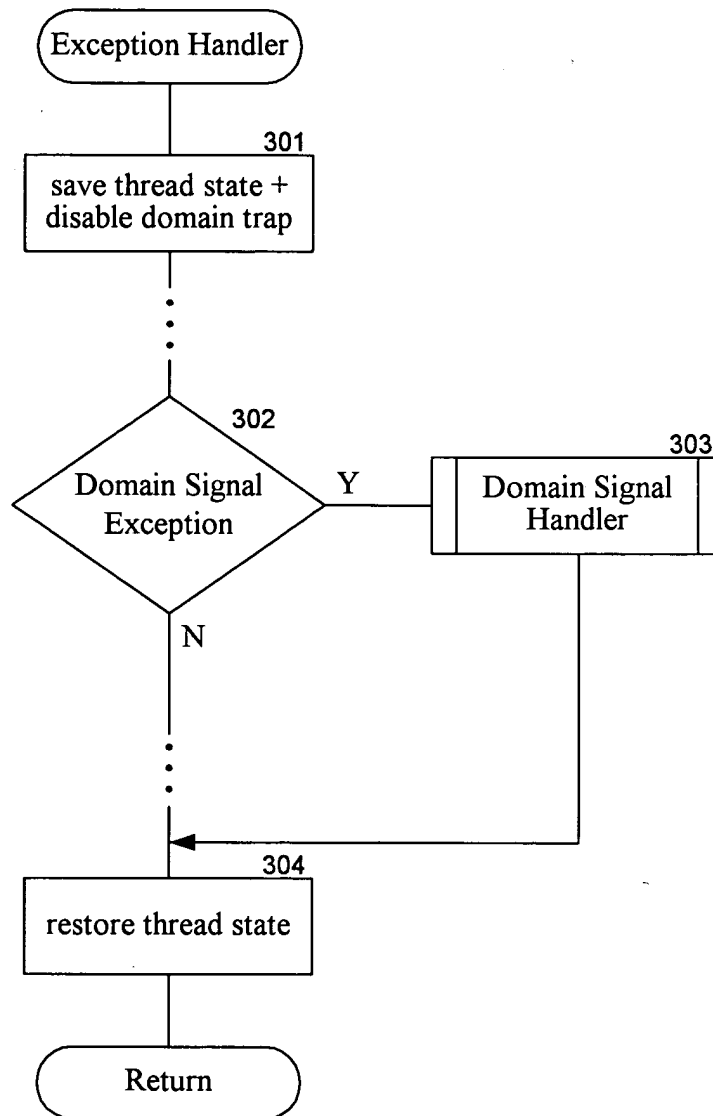 Exception Handler
301
save thread state +
disable domain trap
302
Domain Signal
Exception
Y
303
Domain Signal
Handler
N
304
restore thread state
Return